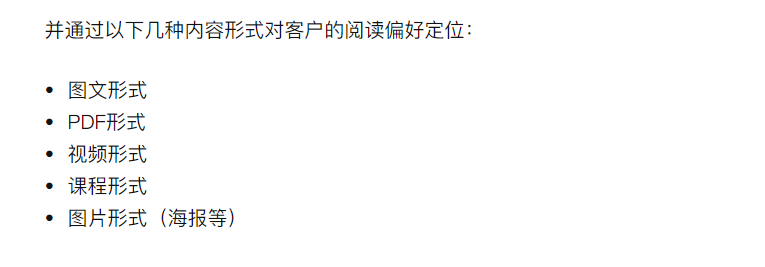 并通过以下几种内容形式对客户的阅读偏好定位：
• 图文形式
• PDF形式
• 视频形式
• 课程形式
• 图片形式（海报等）